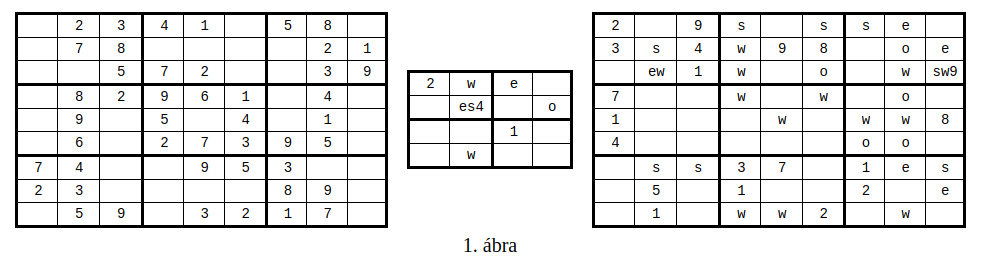 2 3 4 1 5 8
7 8 2 1
5 7 2 3 9
8 2 9 6 1 4
9 5 4 1
6 2 7 3 9 5
7 4 9 5 3
2 3 8 9
5 9 3 2 1 7
2 w e
es4 o
1
w
2 9 s s s e
3 s 4 w 9 8 o e
ew 1 w o w sw9
7 w w o
1 w w w 8
4 o o
s s 3 7 1 e s
5 1 2 e
1 w w 2 w
1. ábra